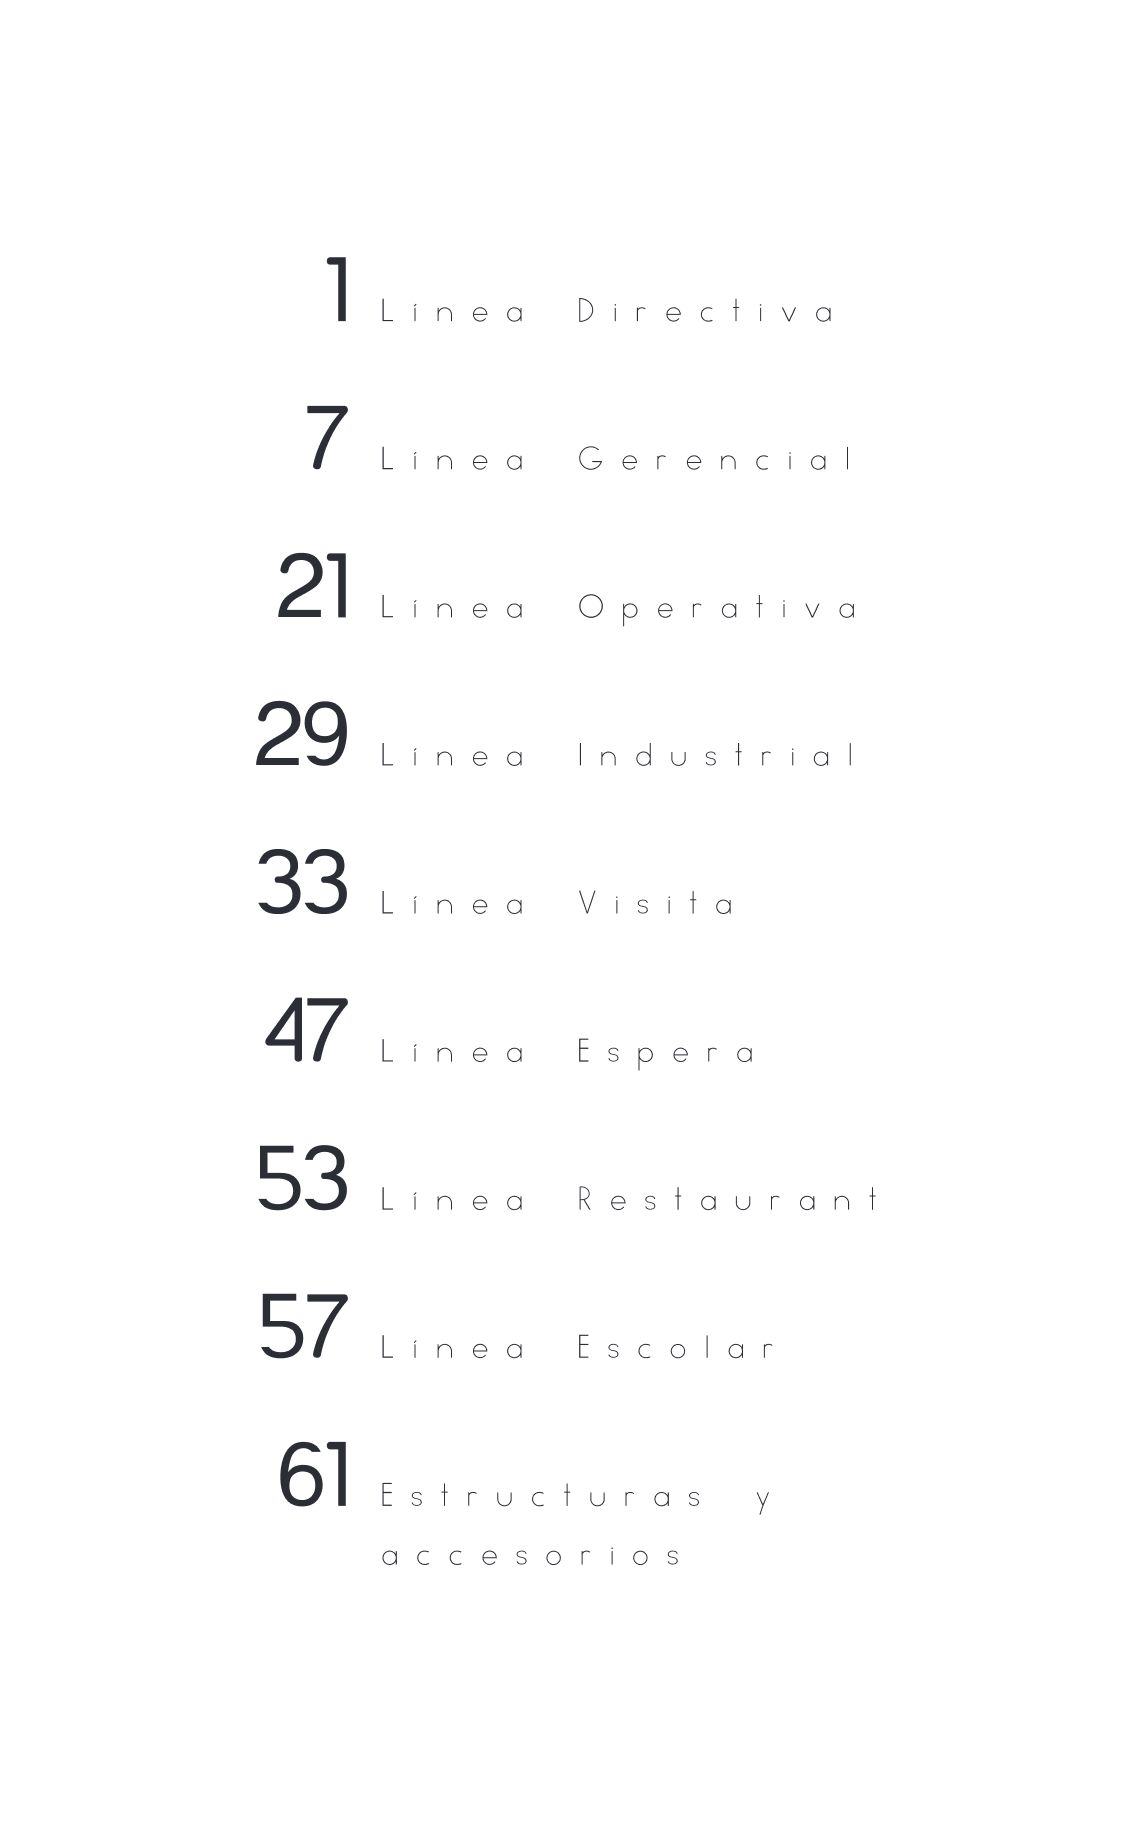 1 Línea Directiva
7 Línea Gerencial
21 Línea Operativa
29 Línea Industrial
33 Línea Visita
47 Línea Espera
53 Línea Restaurant
57 Línea Escolar
61 Estructuras y
accesorios